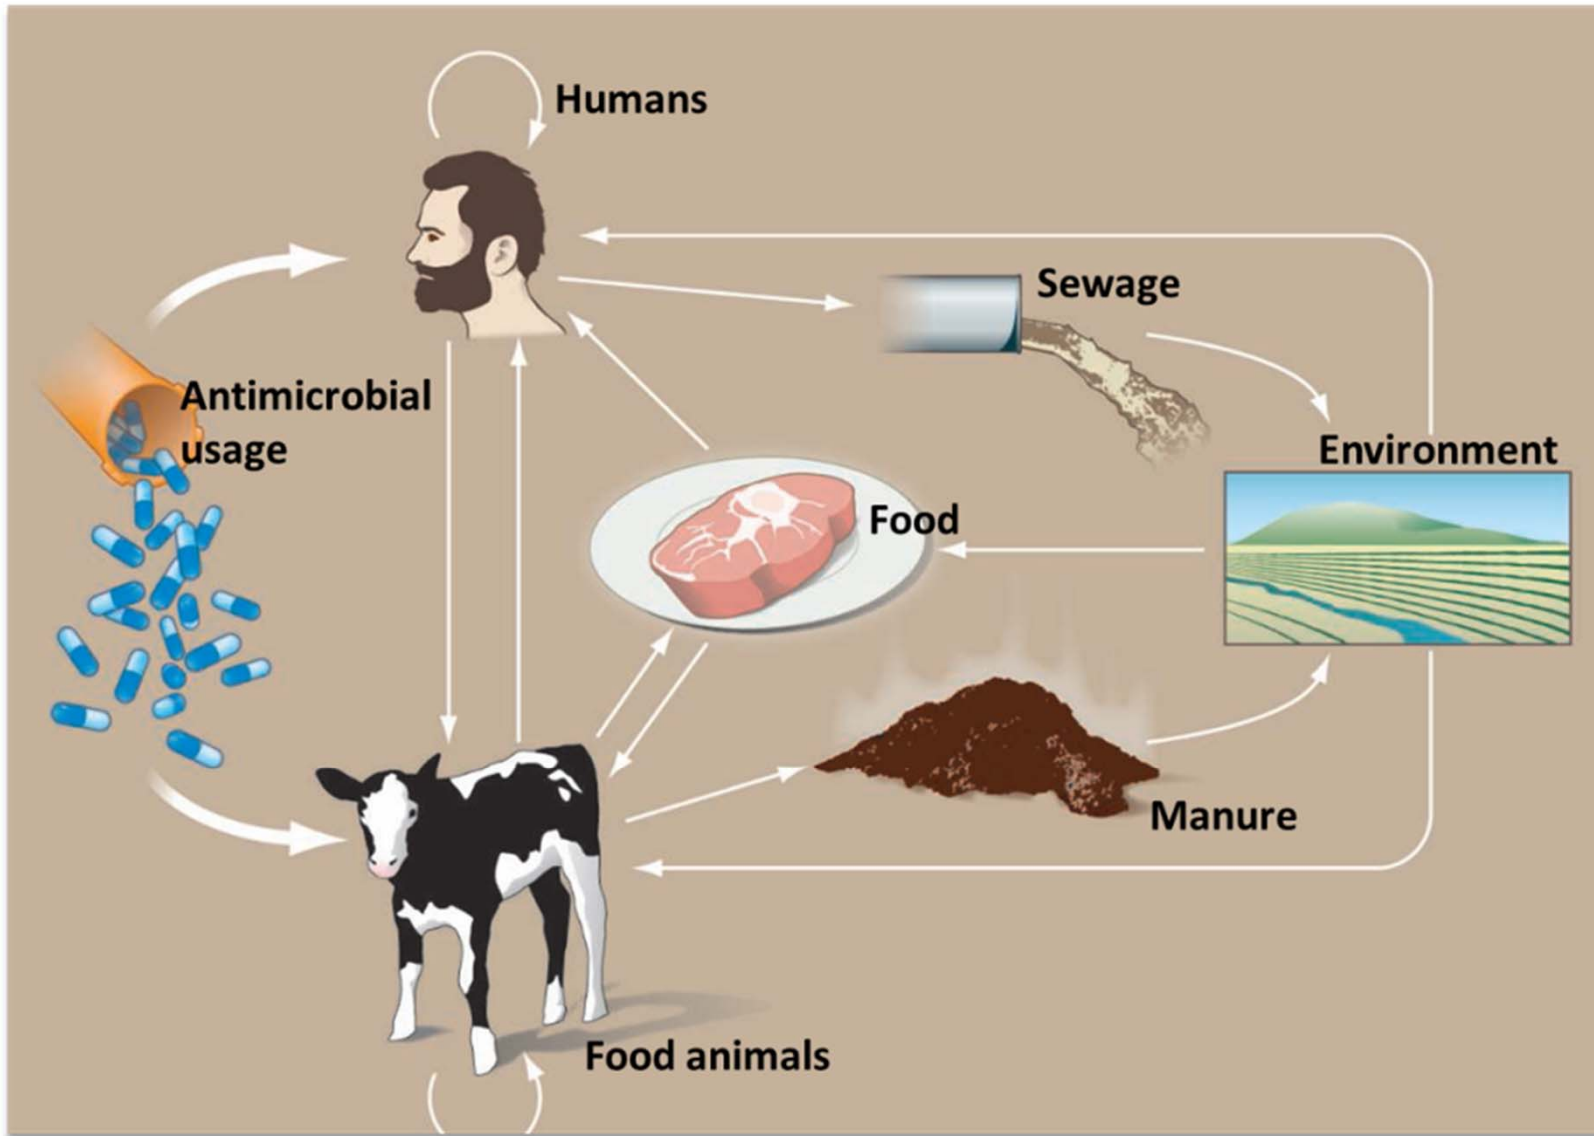 Humans
Sewage
Antimicrobial
usage
Environment
Food
Manure
Food animals